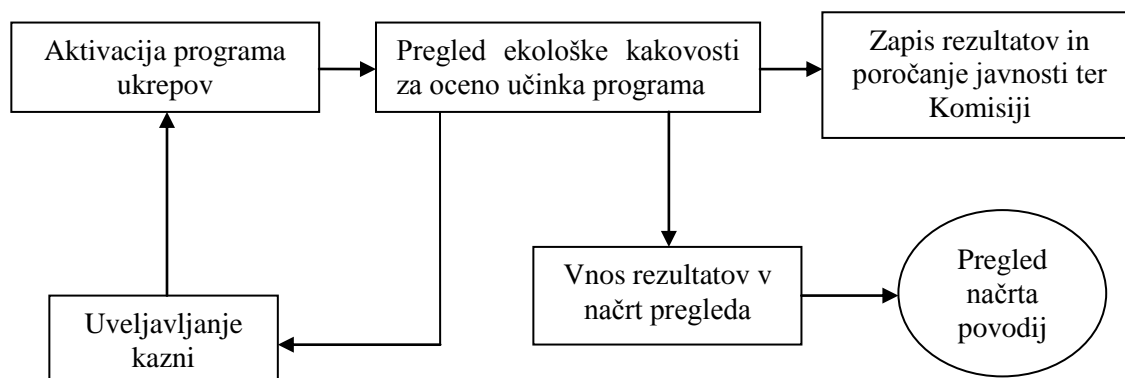 Aktivacija programa
ukrepov
Pregled ekološke kakovosti
za oceno učinka programa
Zapis rezultatov in
poročanje javnosti ter
Komisiji
Vnos rezultatov v
načrt pregleda
Pregled
načrta
povodij
Uveljavljanje
kazni